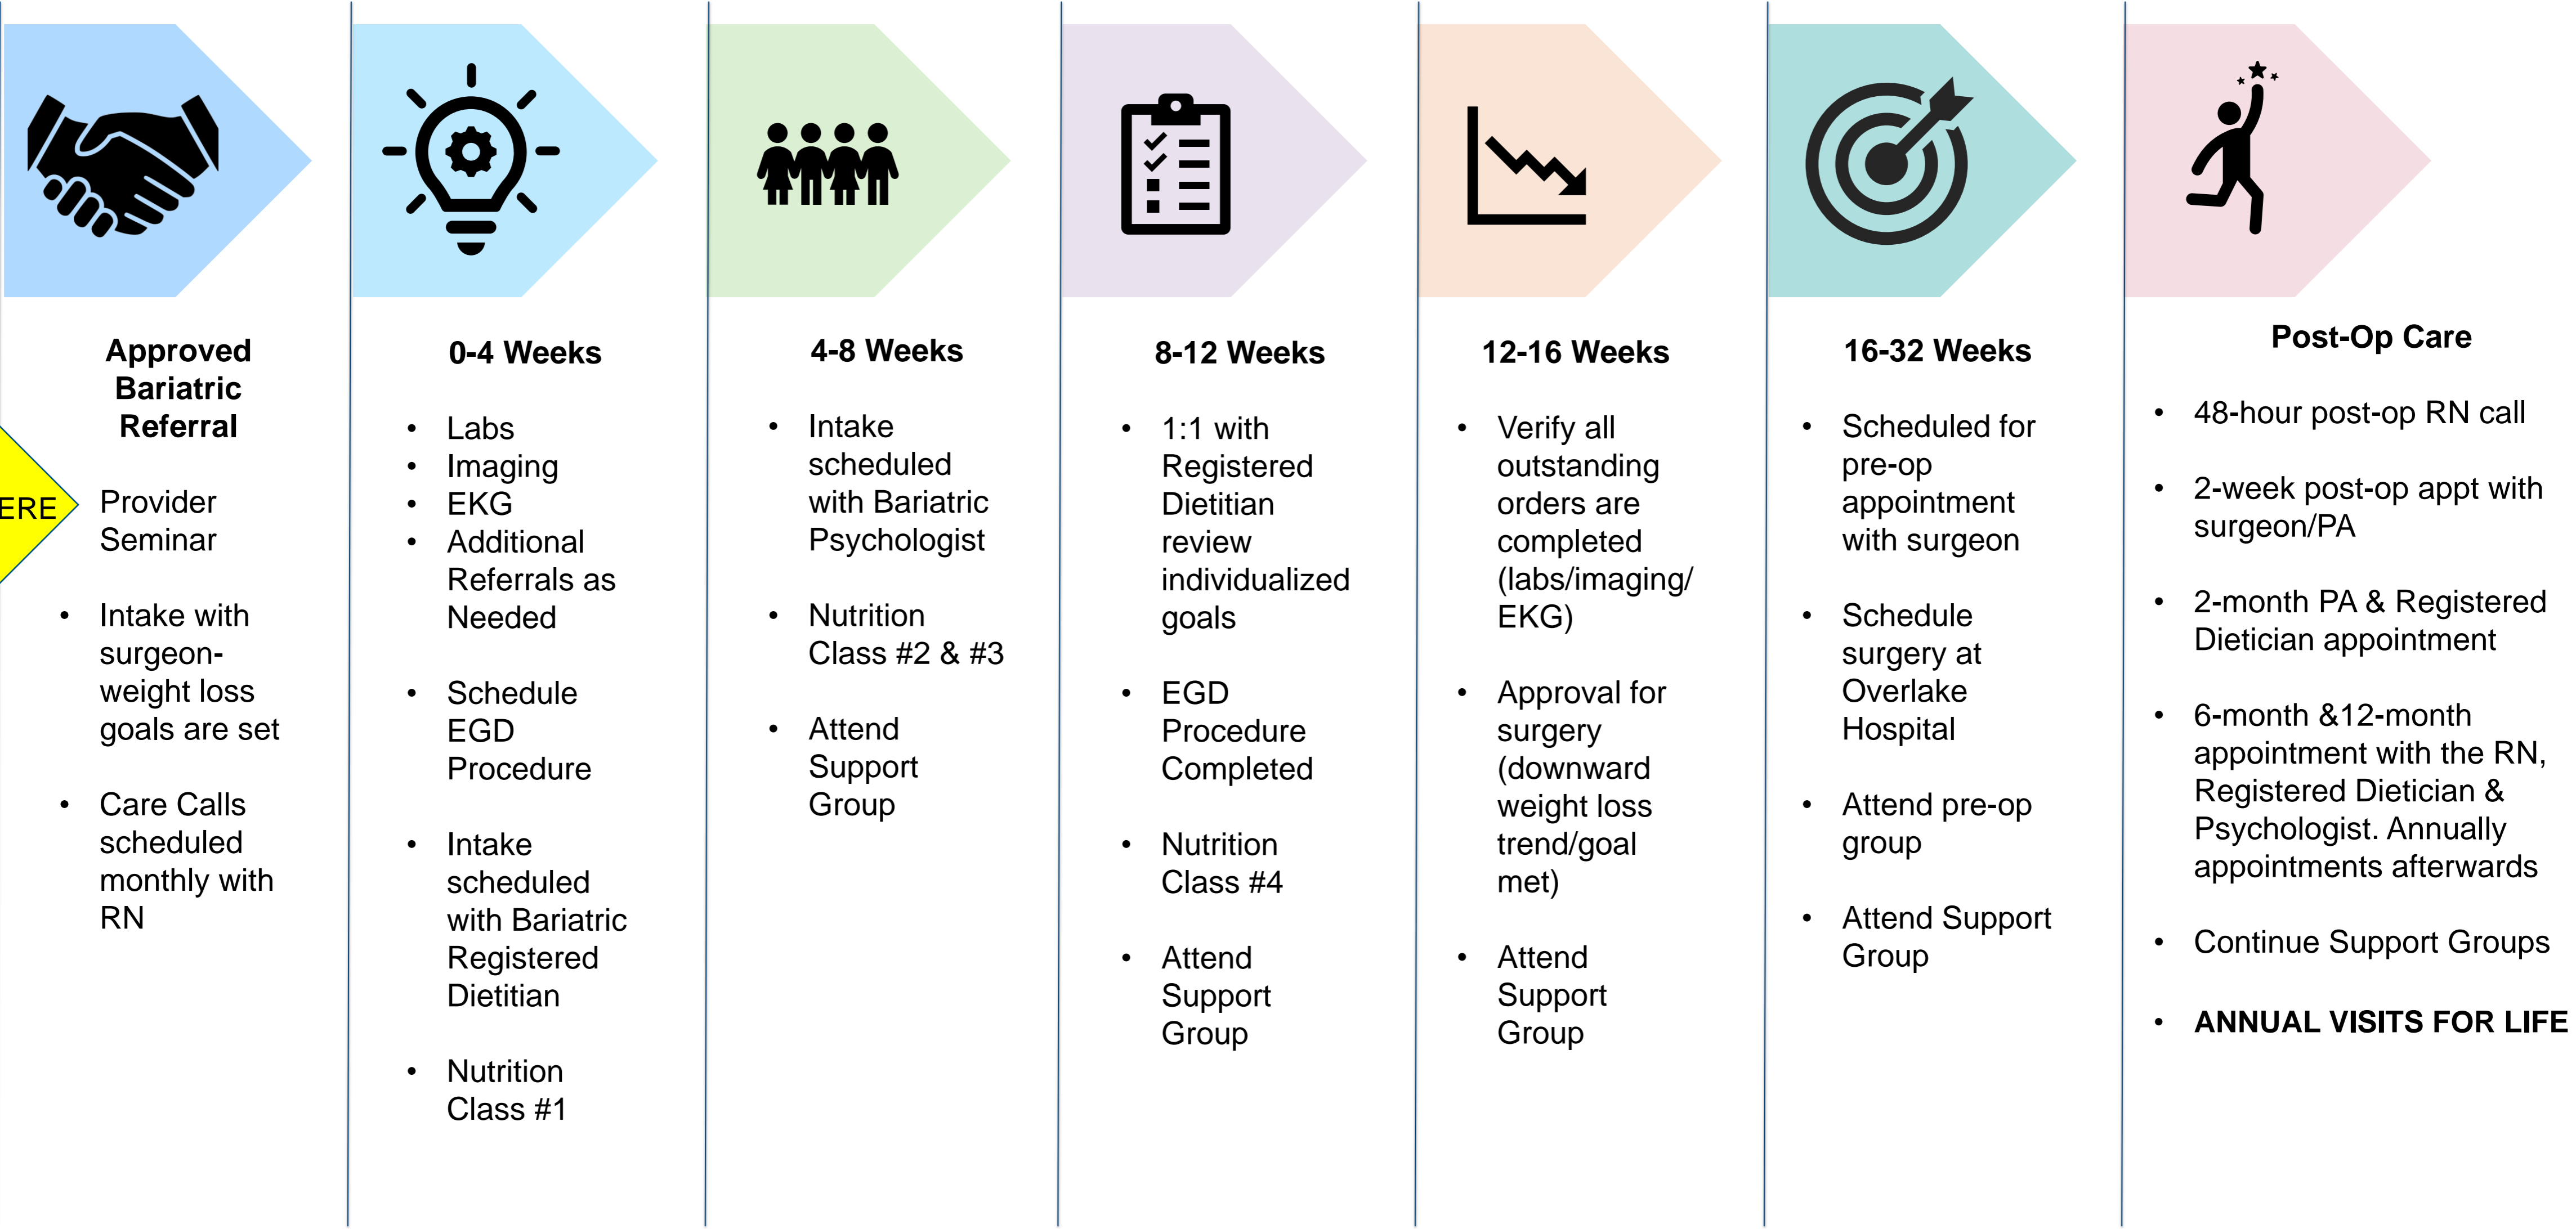 Approved
Bariatric
Referral
ERE
Provider
Seminar
• Intake with
surgeon-
weight loss
goals are set
• Care Calls
scheduled
monthly with
RN
0-4 Weeks
• Labs
• Imaging
• EKG
• Additional
Referrals as
Needed
• Schedule
EGD
Procedure
• Intake
scheduled
with Bariatric
Registered
Dietitian
• Nutrition
Class #1
4-8 Weeks
• Intake
scheduled
with Bariatric
Psychologist
• Nutrition
Class #2 & #3
• Attend
Support
Group
8-12 Weeks
• 1:1 with
Registered
Dietitian
review
individualized
goals
• EGD
Procedure
Completed
• Nutrition
Class #4
• Attend
Support
Group
12-16 Weeks
• Verify all
outstanding
orders are
completed
(labs/imaging/
EKG)
• Approval for
surgery
(downward
weight loss
trend/goal
met)
• Attend
Support
Group
16-32 Weeks
• Scheduled for
pre-op
appointment
with surgeon
• Schedule
surgery at
Overlake
Hospital
• Attend pre-op
group
• Attend Support
Group
Post-Op Care
• 48-hour post-op RN call
• 2-week post-op appt with
surgeon/PA
• 2-month PA & Registered
Dietician appointment
• 6-month &12-month
appointment with the RN,
Registered Dietician &
Psychologist. Annually
appointments afterwards
• Continue Support Groups
• ANNUAL VISITS FOR LIFE